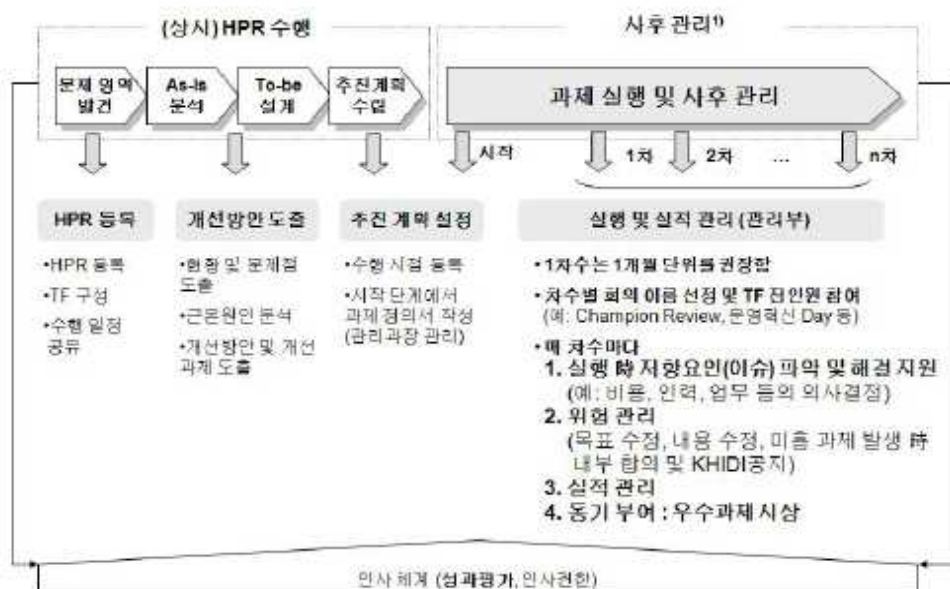 (상시) HPR 수행
사후 관리¹⁾
문제 영역
발견
As-is
분석
To-be
설계
추진계획
수립
과제 실행 및 사후 관리
시작
1차
2차
...
n차
HPR 등록
개선방안 도출
추진 계획 설정
실행 및 실적 관리 (관리부)
•HPR 등록
•TF 구성
•수행 일정
공유
•현황 및 문제점
도출
•근본원인 분석
•개선방안 및 개선
과제 도출
•수행 시점 등록
•시작 단계에서
과제 정의서 작성
(관리과장 관리)
•1차수는 1개월 단위를 권장함
•차수별 회의 이름 선정 및 TF 전인원 참여
(예: Champion Review, 운영혁신 Day 등)
•매 차수마다
1. 실행 時 저항요인(이슈) 파악 및 해결 지원
(예: 비용, 인력, 업무 등의 의사결정)
2. 위험 관리
(목표 수정, 내용 수정, 미흡 과제 발생 時
내부 합의 및 KHIDI공지)
3. 실적 관리
4. 동기 부여 : 우수과제 시상
인사 체계 (성과평가, 인사권한)